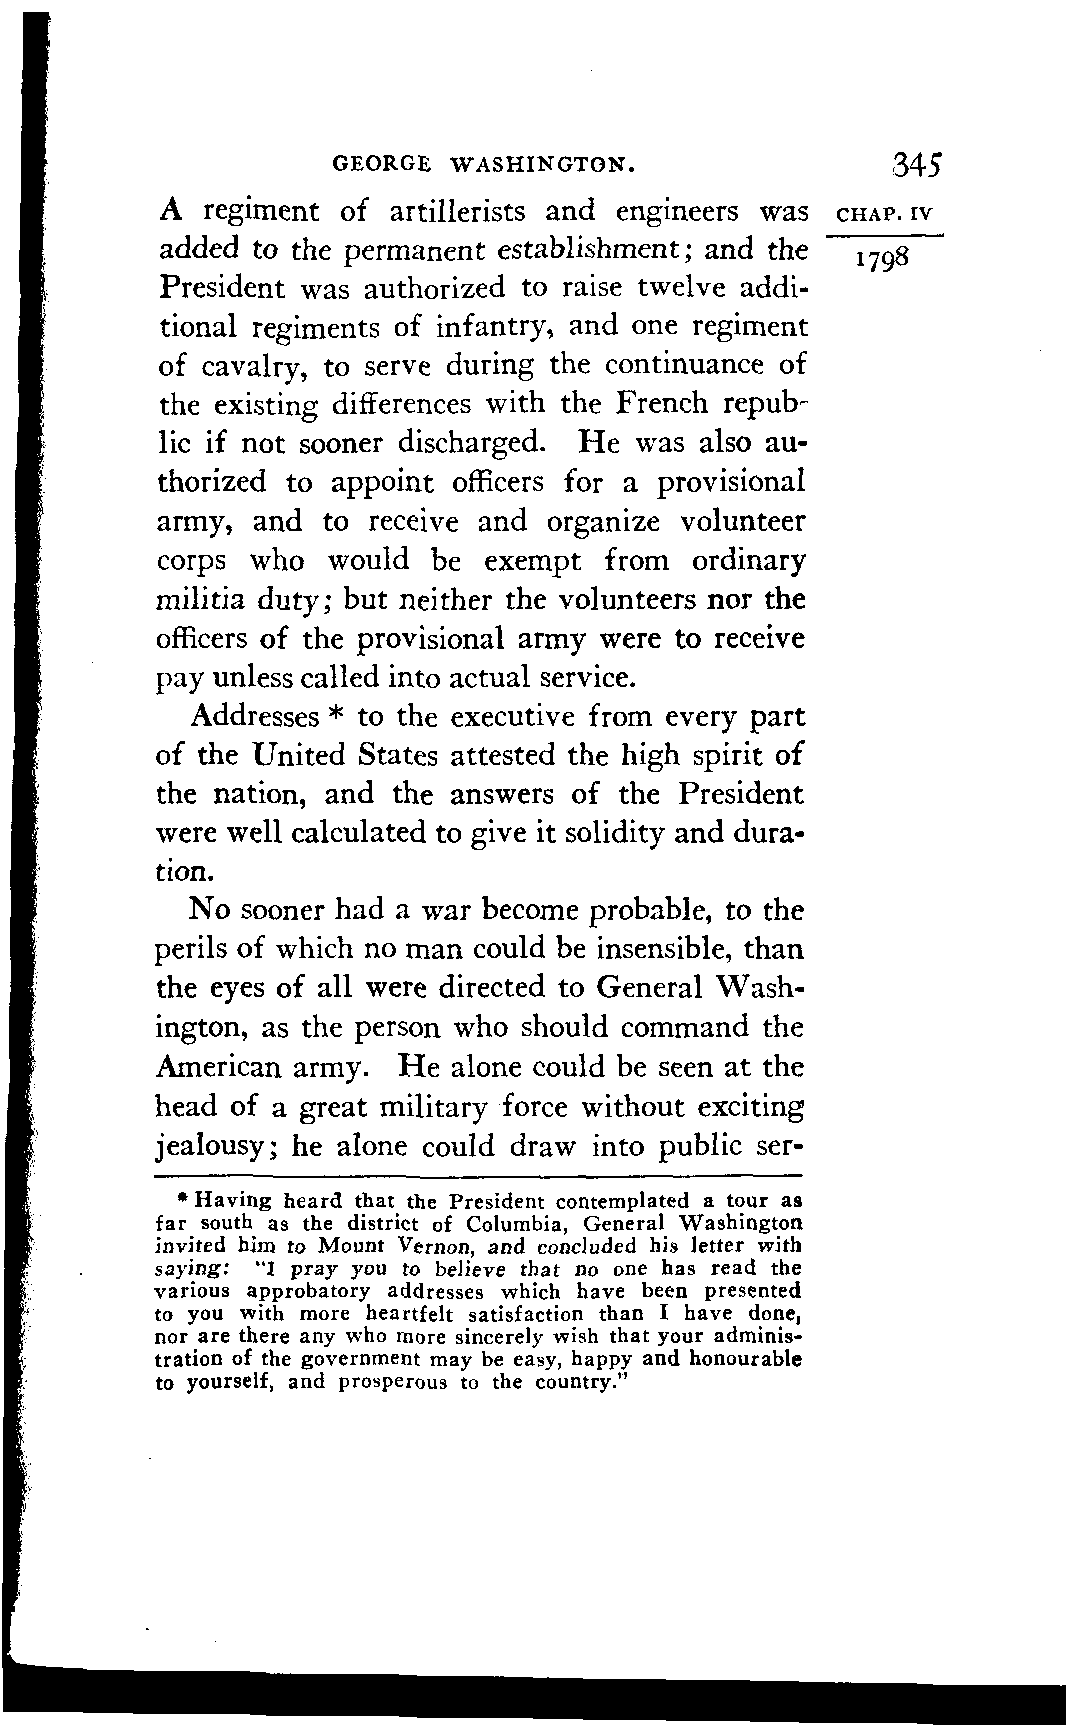 GEORGE WASHINGTON. 345
A regiment of artillerists and engineers was CHAP. IV
added to the permanent establishment; and the 1798
President was authorized to raise twelve addi-
tional regiments of infantry, and one regiment
of cavalry, to serve during the continuance of
the existing differences with the French repub-
lic if not sooner discharged. He was also au-
thorized to appoint officers for a provisional
army, and to receive and organize volunteer
corps who would be exempt from ordinary
militia duty; but neither the volunteers nor the
officers of the provisional army were to receive
pay unless called into actual service.
Addresses * to the executive from every part
of the United States attested the high spirit of
the nation, and the answers of the President
were well calculated to give it solidity and dura-
tion.
No sooner had a war become probable, to the
perils of which no man could be insensible, than
the eyes of all were directed to General Wash-
ington, as the person who should command the
American army. He alone could be seen at the
head of a great military force without exciting
jealousy; he alone could draw into public ser-
* Having heard that the President contemplated a tour as
far south as the district of Columbia, General Washington
invited him to Mount Vernon, and concluded his letter with
saying: "I pray you to believe that no one has read the
various approbatory addresses which have been presented
to you with more heartfelt satisfaction than I have done,
nor are there any who more sincerely wish that your adminis-
tration of the government may be easy, happy and honourable
to yourself, and prosperous to the country."